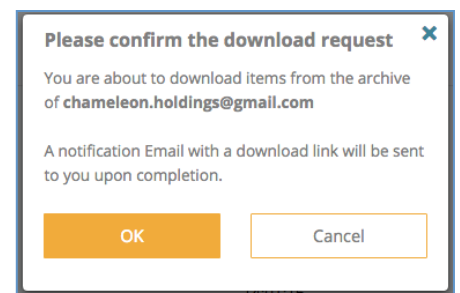 Please confirm the download request
You are about to download items from the archive
of chameleon.holdings@gmail.com
A notification Email with a download link will be sent
to you upon completion.
OK
Cancel